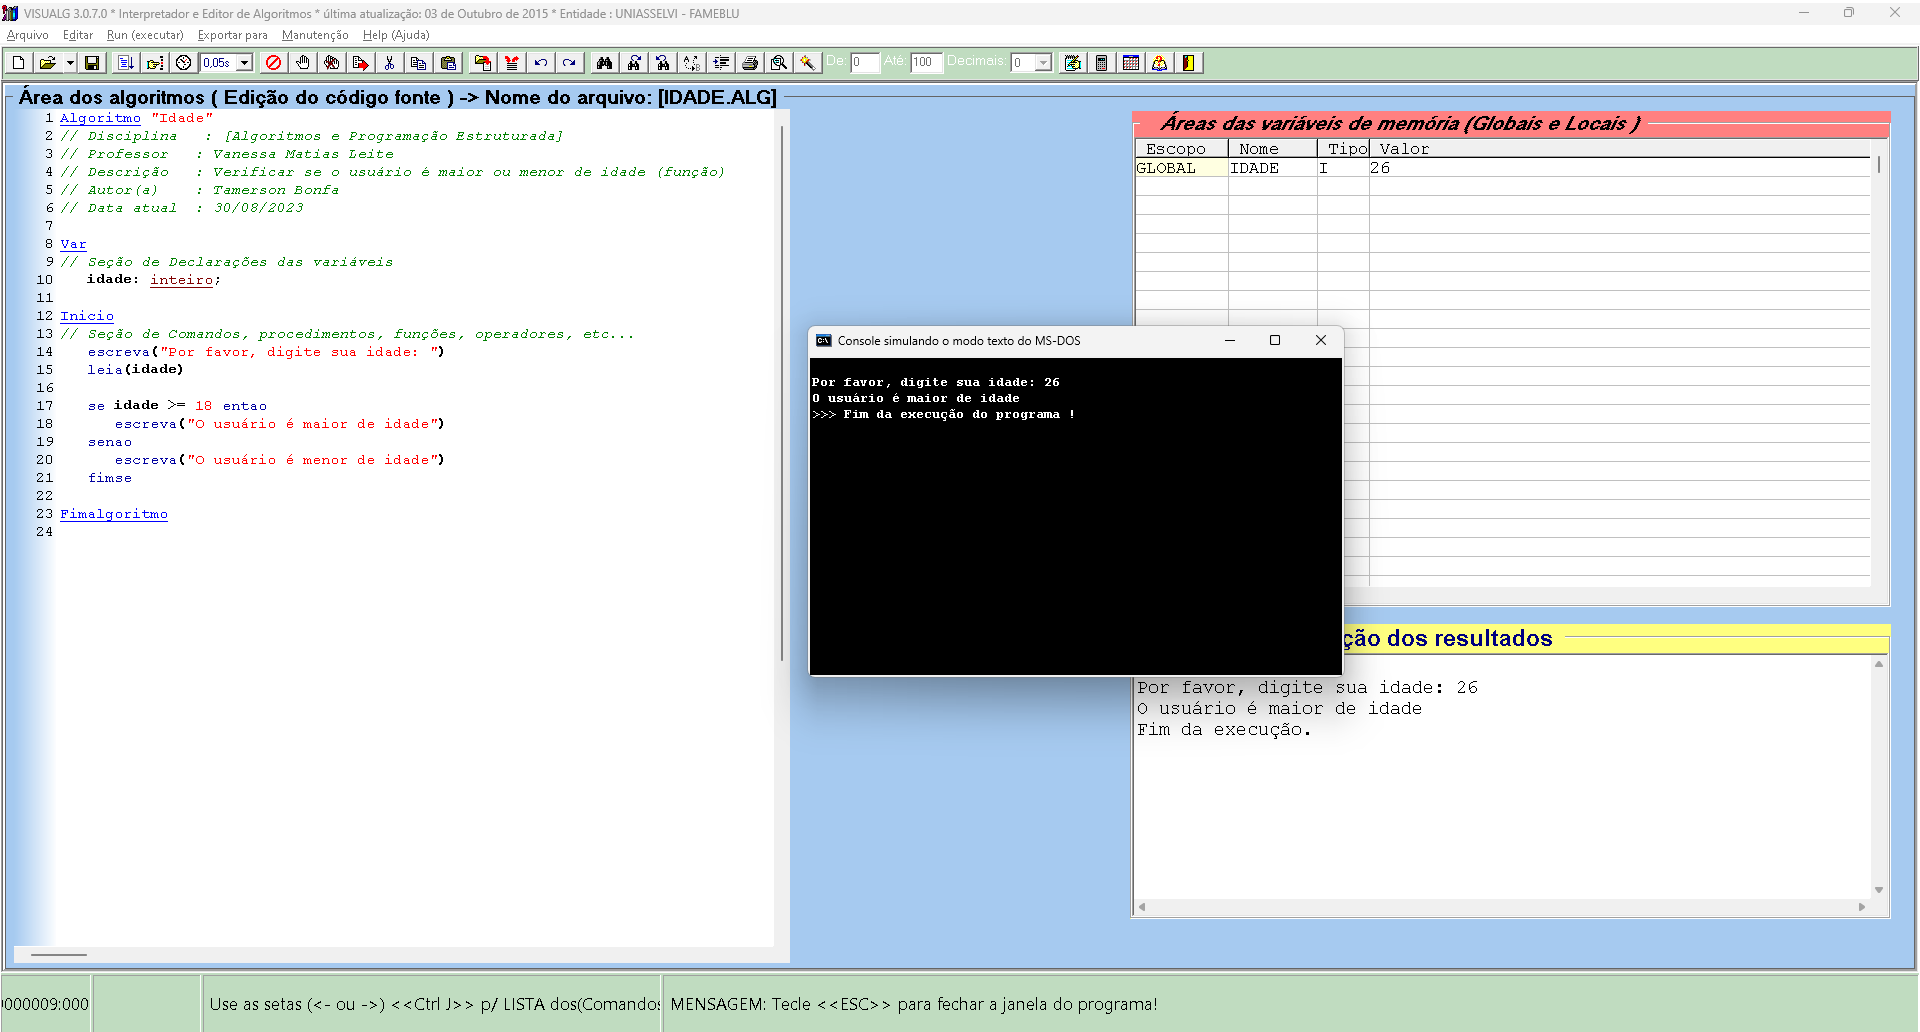 VISUALG 3.0.7.0 * Interpretador e Editor de Algoritmos * última atualização: 03 de Outubro de 2015 * Entidade : UNIASSELVI - FAMEBLU
Arquivo Editar Run (executar) Exportar para Manutenção Help (Ajuda)
0,05s De: 0 Até: 100 Decimais: 0
Área dos algoritmos ( Edição do código fonte ) -> Nome do arquivo: [IDADE.ALG]
1 Algoritmo "Idade"
2 // Disciplina : [Algoritmos e Programação Estruturada]
3 // Professor : Vanessa Matias Leite
4 // Descrição : Verificar se o usuário é maior ou menor de idade (função)
5 // Autor(a) : Tamerson Bonfa
6 // Data atual : 30/08/2023
7
8 Var
9 // Seção de Declarações das variáveis
10 idade: inteiro;
11
12 Inicio
13 // Seção de Comandos, procedimentos, funções, operadores, etc...
14 escreva("Por favor, digite sua idade: ")
15 leia(idade)
16
17 se idade >= 18 entao
18 escreva("O usuário é maior de idade")
19 senao
20 escreva("O usuário é menor de idade")
21 fimse
22
23 Fimalgoritmo
24
Áreas das variáveis de memória (Globais e Locais )
Escopo Nome Tipo Valor
GLOBAL IDADE I 26
Console simulando o modo texto do MS-DOS
Por favor, digite sua idade: 26
O usuário é maior de idade
>>> Fim da execução do programa !
ção dos resultados
Por favor, digite sua idade: 26
O usuário é maior de idade
Fim da execução.
000009:000 Use as setas (<- ou ->) <<Ctrl J>> p/ LISTA dos(Comandos MENSAGEM: Tecle <<ESC>> para fechar a janela do programa!